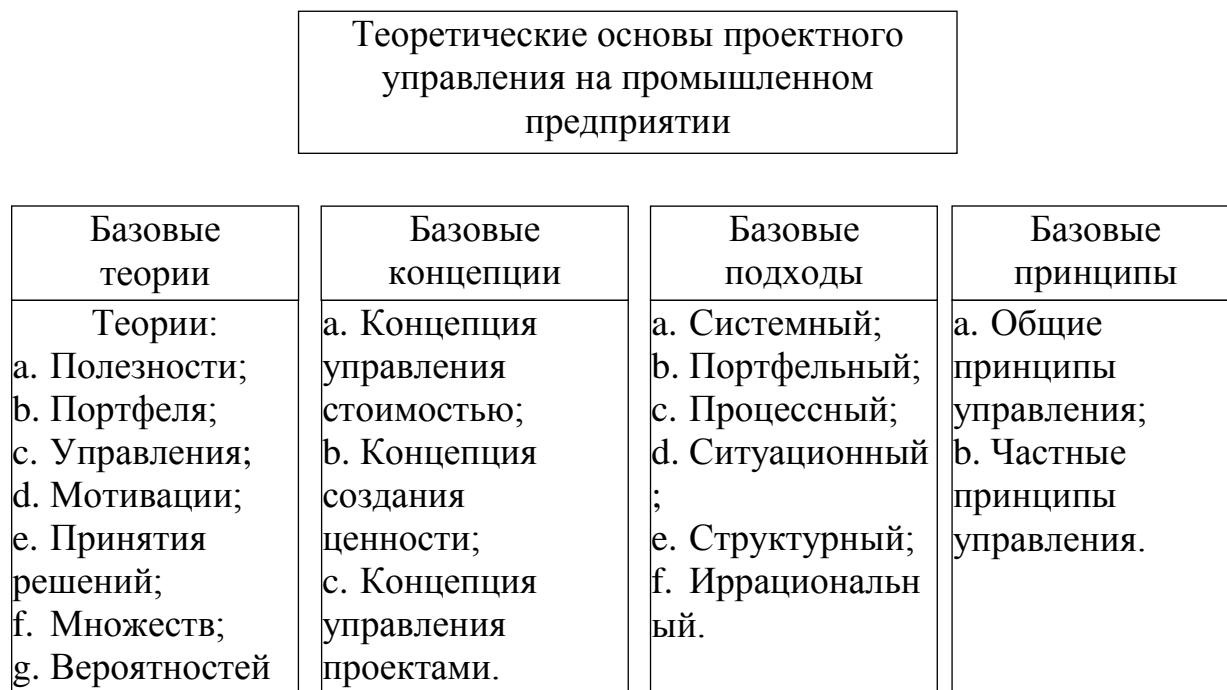 Теоретические основы проектного
управления на промышленном
предприятии
Базовые
теории
Теории:
a. Полезности;
b. Портфеля;
c. Управления;
d. Мотивации;
e. Принятия
решений;
f. Множеств;
g. Вероятностей
Базовые
концепции
a. Концепция
управления
стоимостью;
b. Концепция
создания
ценности;
c. Концепция
управления
проектами.
Базовые
подходы
a. Системный;
b. Портфельный;
c. Процессный;
d. Ситуационный
;
e. Структурный;
f. Иррациональн
ый.
Базовые
принципы
a. Общие
принципы
управления;
b. Частные
принципы
управления.